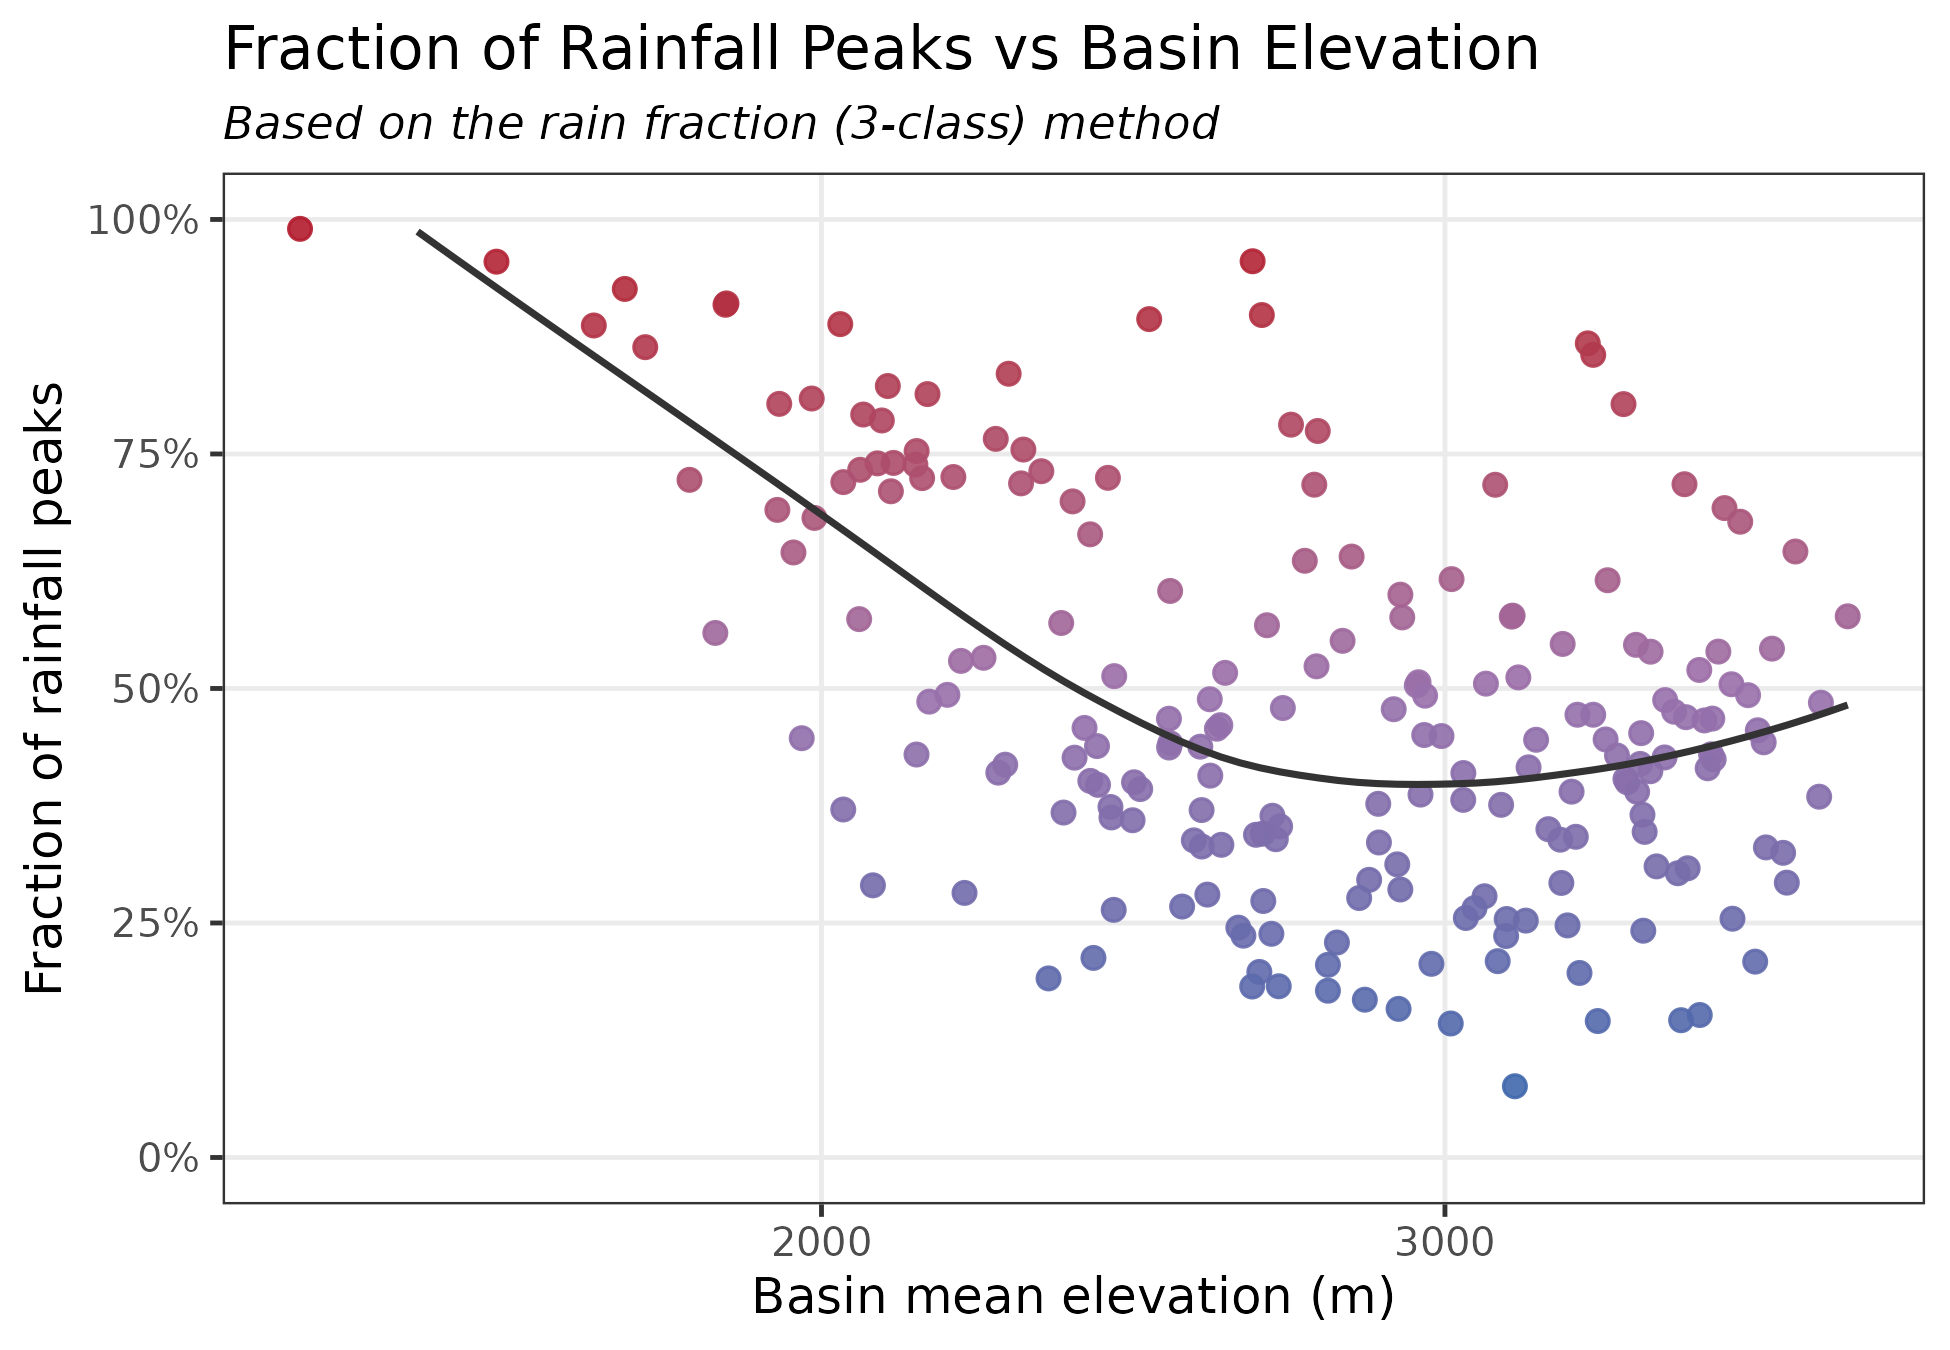 Fraction of Rainfall Peaks vs Basin Elevation
Based on the rain fraction (3-class) method
Fraction of rainfall peaks
100%
75%
50%
25%
0%
2000
3000
Basin mean elevation (m)